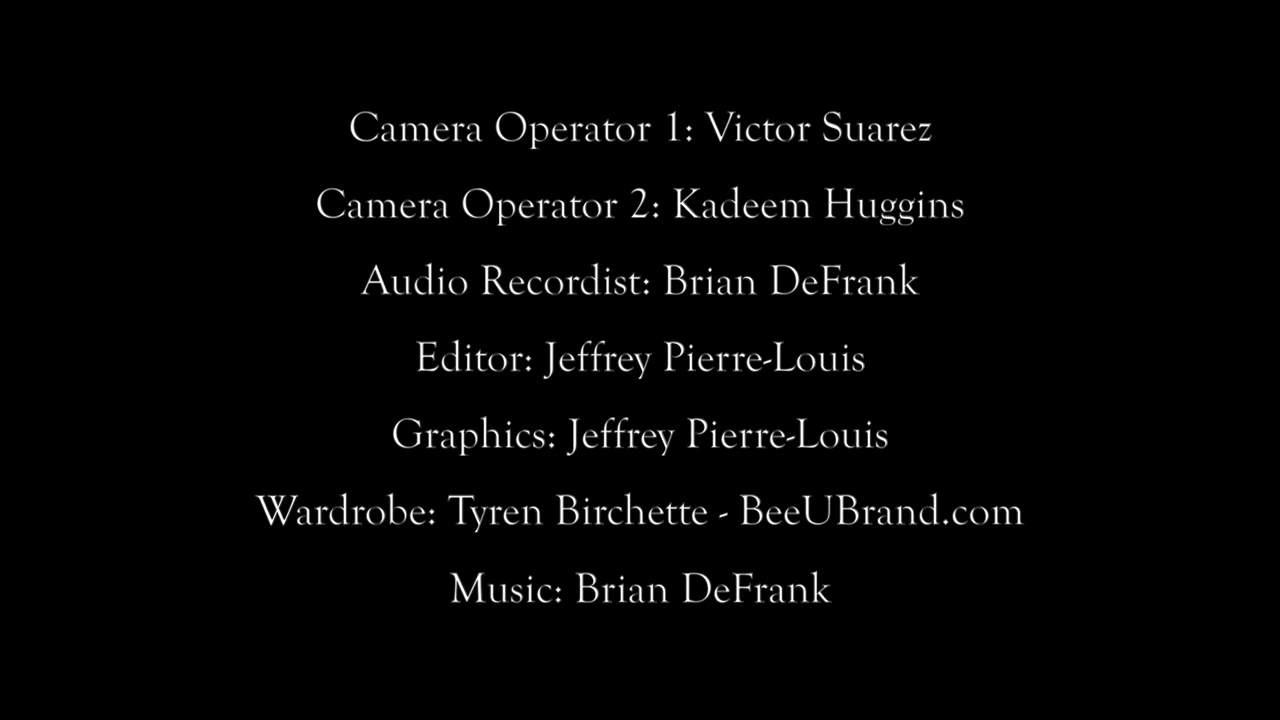 Camera Operator 1: Victor Suarez
Camera Operator 2: Kadeem Huggins
Audio Recordist: Brian DeFrank
Editor: Jeffrey Pierre-Louis
Graphics: Jeffrey Pierre-Louis
Wardrobe: Tyren Birchette - BeeUBrand.com
Music: Brian DeFrank